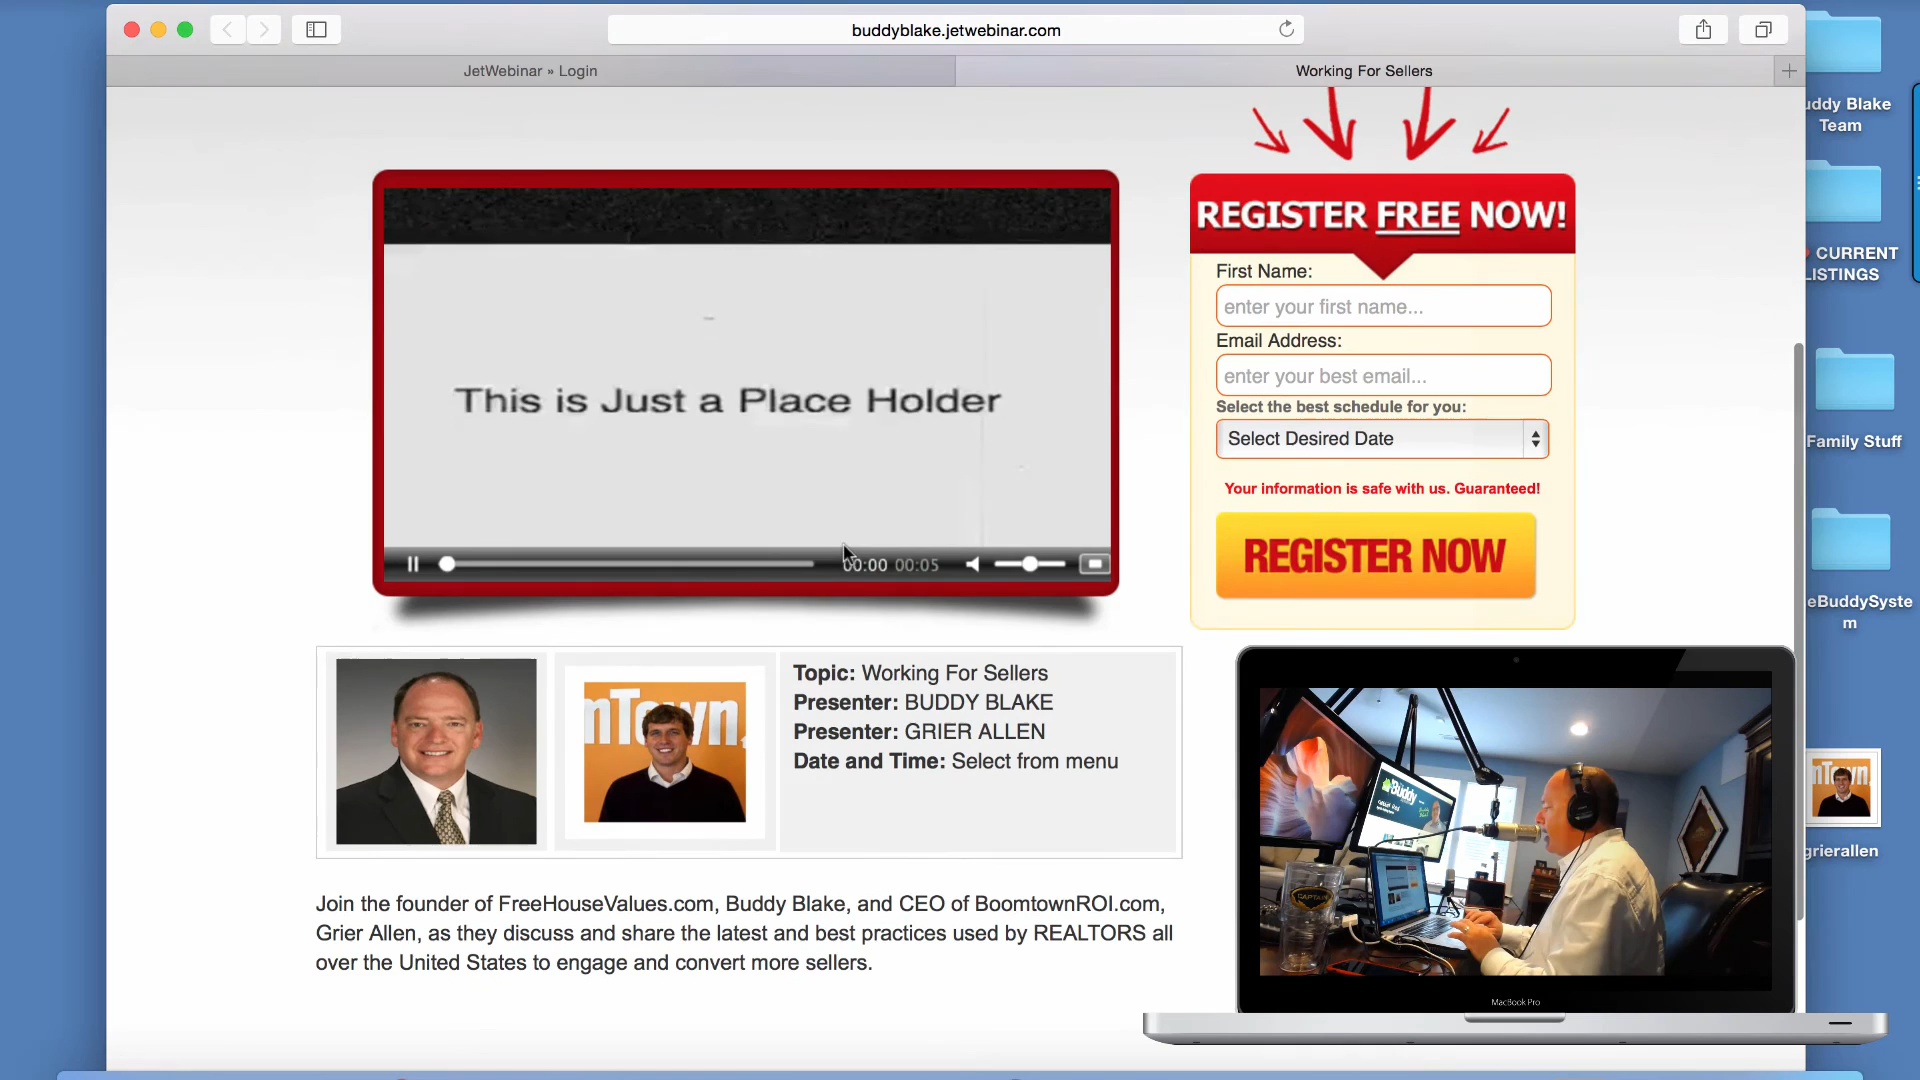 buddyblake.jetwebinar.com
JetWebinar » Login
Working For Sellers
This is Just a Place Holder
00:00 00:05
REGISTER FREE NOW!
First Name:
enter your first name...
Email Address:
enter your best email...
Select the best schedule for you:
Select Desired Date
Your information is safe with us. Guaranteed!
REGISTER NOW
mTown
Topic: Working For Sellers
Presenter: BUDDY BLAKE
Presenter: GRIER ALLEN
Date and Time: Select from menu
Join the founder of FreeHouseValues.com, Buddy Blake, and CEO of BoomtownROI.com,
Grier Allen, as they discuss and share the latest and best practices used by REALTORS all
over the United States to engage and convert more sellers.
Buddy
CAPTAIN
MacBook Pro
uddy Blake
Team
CURRENT
LISTINGS
Family Stuff
eBuddySyste
m
mTown
grierallen